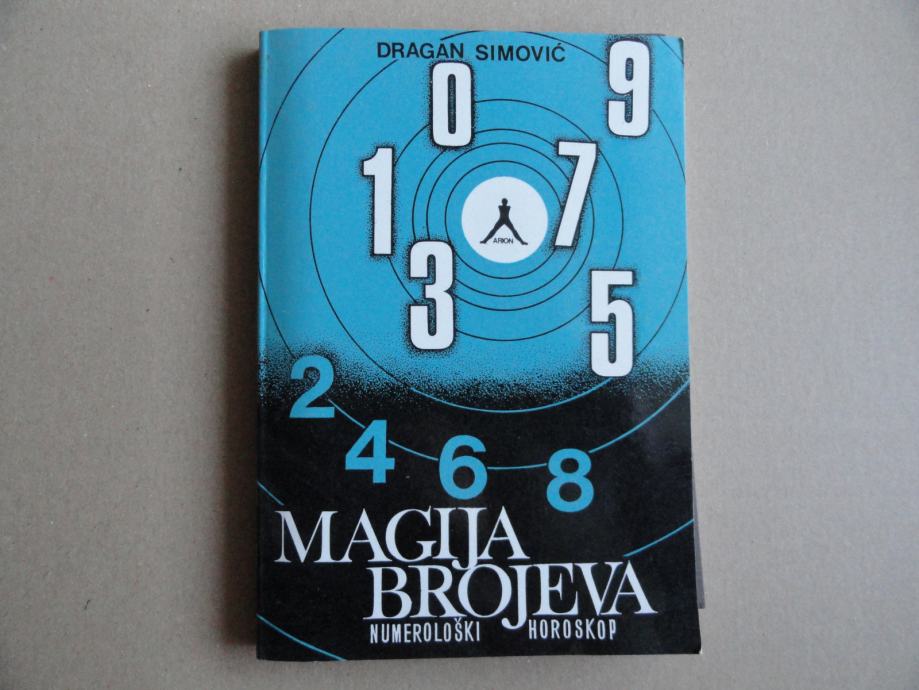 DRAGAN SIMOVIĆ
0 9
1 7
ARION
3 5
2
4 6 8
MAGIJA
BROJEVA
NUMEROLOŠKI HOROSKOP